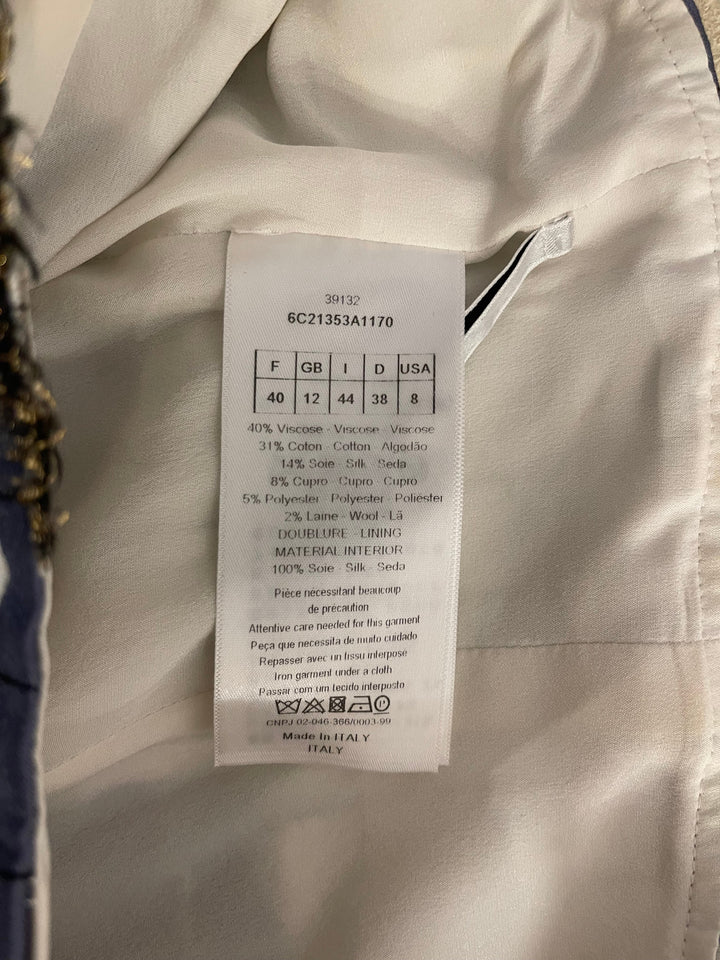 39132
6C21353A1170
F GB I D USA
40 12 44 38 8
40% Viscose - Viscose - Viscose
31% Coton - Cotton - Algodão
14% Soie - Silk - Seda
8% Cupro - Cupro - Cupro
5% Polyester - Polyester - Poliéster
2% Laine - Wool - Lã
DOUBLURE - LINING
MATERIAL INTERIOR
100% Soie - Silk - Seda
Pièce nécessitant beaucoup
de précaution
Attentive care needed for this garment
Peça que necessita de muito cuidado
Repasser avec un tissu interposé
Iron garment under a cloth
Passar com um tecido interposto
P
CNPJ 02-046-366/0003-99
Made In ITALY
ITALY